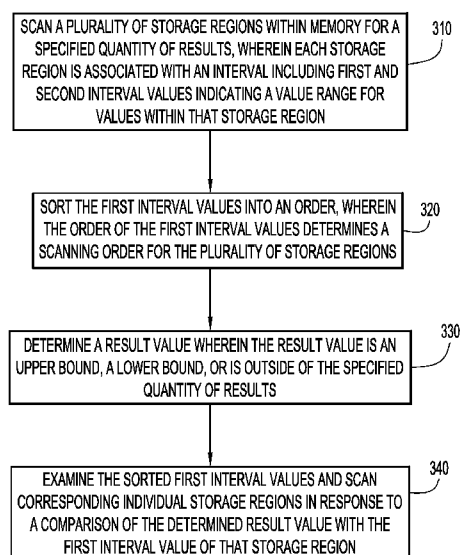 SCAN A PLURALITY OF STORAGE REGIONS WITHIN MEMORY FOR A
SPECIFIED QUANTITY OF RESULTS, WHEREIN EACH STORAGE
REGION IS ASSOCIATED WITH AN INTERVAL INCLUDING FIRST AND
SECOND INTERVAL VALUES INDICATING A VALUE RANGE FOR
VALUES WITHIN THAT STORAGE REGION
310
SORT THE FIRST INTERVAL VALUES INTO AN ORDER, WHEREIN
THE ORDER OF THE FIRST INTERVAL VALUES DETERMINES A
SCANNING ORDER FOR THE PLURALITY OF STORAGE REGIONS
320
DETERMINE A RESULT VALUE WHEREIN THE RESULT VALUE IS AN
UPPER BOUND, A LOWER BOUND, OR IS OUTSIDE OF THE SPECIFIED
QUANTITY OF RESULTS
330
EXAMINE THE SORTED FIRST INTERVAL VALUES AND SCAN
CORRESPONDING INDIVIDUAL STORAGE REGIONS IN RESPONSE TO
A COMPARISON OF THE DETERMINED RESULT VALUE WITH THE
FIRST INTERVAL VALUE OF THAT STORAGE REGION
340